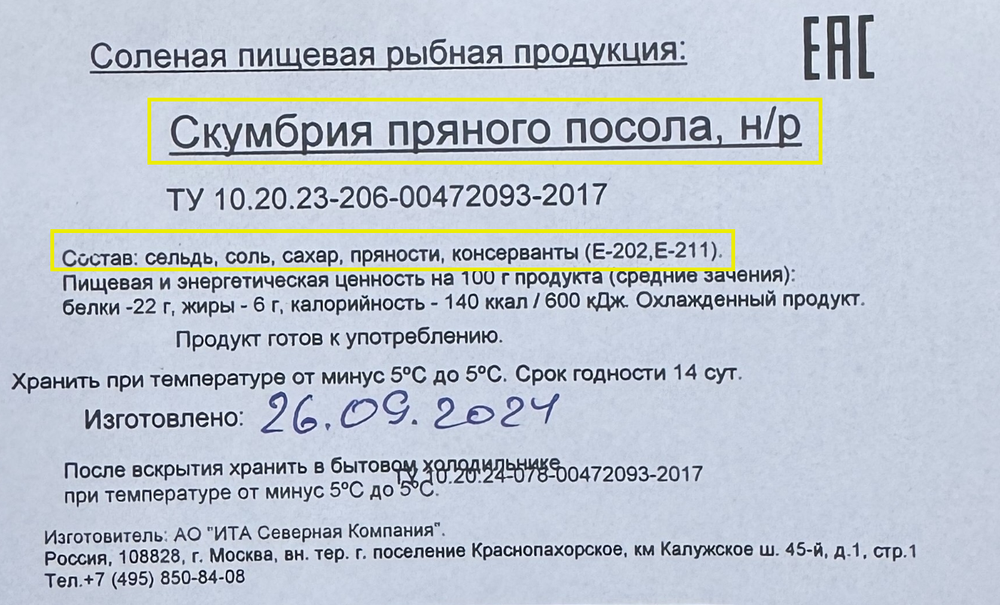 Соленая пищевая рыбная продукция:
ЕАС
Скумбрия пряного посола, н/р
ТУ 10.20.23-206-00472093-2017
Состав: сельдь, соль, сахар, пряности, консерванты (Е-202,Е-211).
Пищевая и энергетическая ценность на 100 г продукта (средние зачения):
белки -22 г, жиры - 6 г, калорийность - 140 ккал / 600 кДж. Охлажденный продукт.
Продукт готов к употреблению.
Хранить при температуре от минус 5ºС до 5ºС. Срок годности 14 сут.
Изготовлено: 26.09.2024
После вскрытия хранить в бытовом холодильнике
ТУ 10.20.24-078-00472093-2017
при температуре от минус 5ºС до 5ºС.
Изготовитель: АО "ИТА Северная Компания".
Россия, 108828, г. Москва, вн. тер. г. поселение Краснопахорское, км Калужское ш. 45-й, д.1, стр.1
Тел.+7 (495) 850-84-08